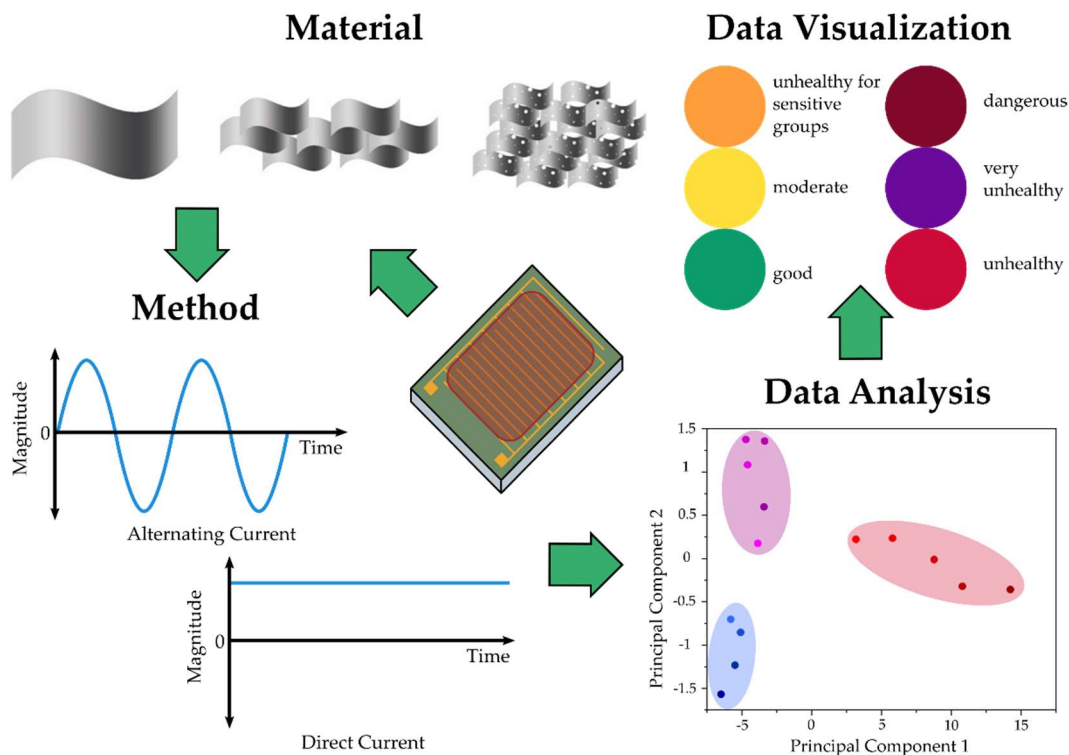 Material
Data Visualization
unhealthy for
sensitive
groups
dangerous
moderate
very
unhealthy
good
unhealthy
Method
Magnitude
0
Time
Alternating Current
Magnitude
0
Time
Direct Current
Data Analysis
Principal Component 2
1.5
1
0.5
0
-0.5
-1
-1.5
-5
0
5
10
15
Principal Component 1